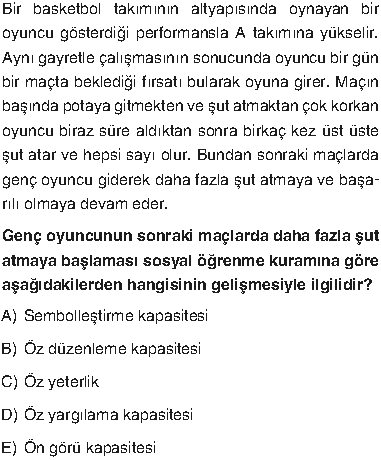 Bir basketbol takımının altyapısında oynayan bir
oyuncu gösterdiği performansla A takımına yükselir.
Aynı gayretle çalışmasının sonucunda oyuncu bir gün
bir maçta beklediği fırsatı bularak oyuna girer. Maçın
başında potaya gitmekten ve şut atmaktan çok korkan
oyuncu biraz süre aldıktan sonra birkaç kez üst üste
şut atar ve hepsi sayı olur. Bundan sonraki maçlarda
genç oyuncu giderek daha fazla şut atmaya ve başa-
rılı olmaya devam eder.
Genç oyuncunun sonraki maçlarda daha fazla şut
atmaya başlaması sosyal öğrenme kuramına göre
aşağıdakilerden hangisinin gelişmesiyle ilgilidir?
A) Sembolleştirme kapasitesi
B) Öz düzenleme kapasitesi
C) Öz yeterlik
D) Öz yargılama kapasitesi
E) Ön görü kapasitesi